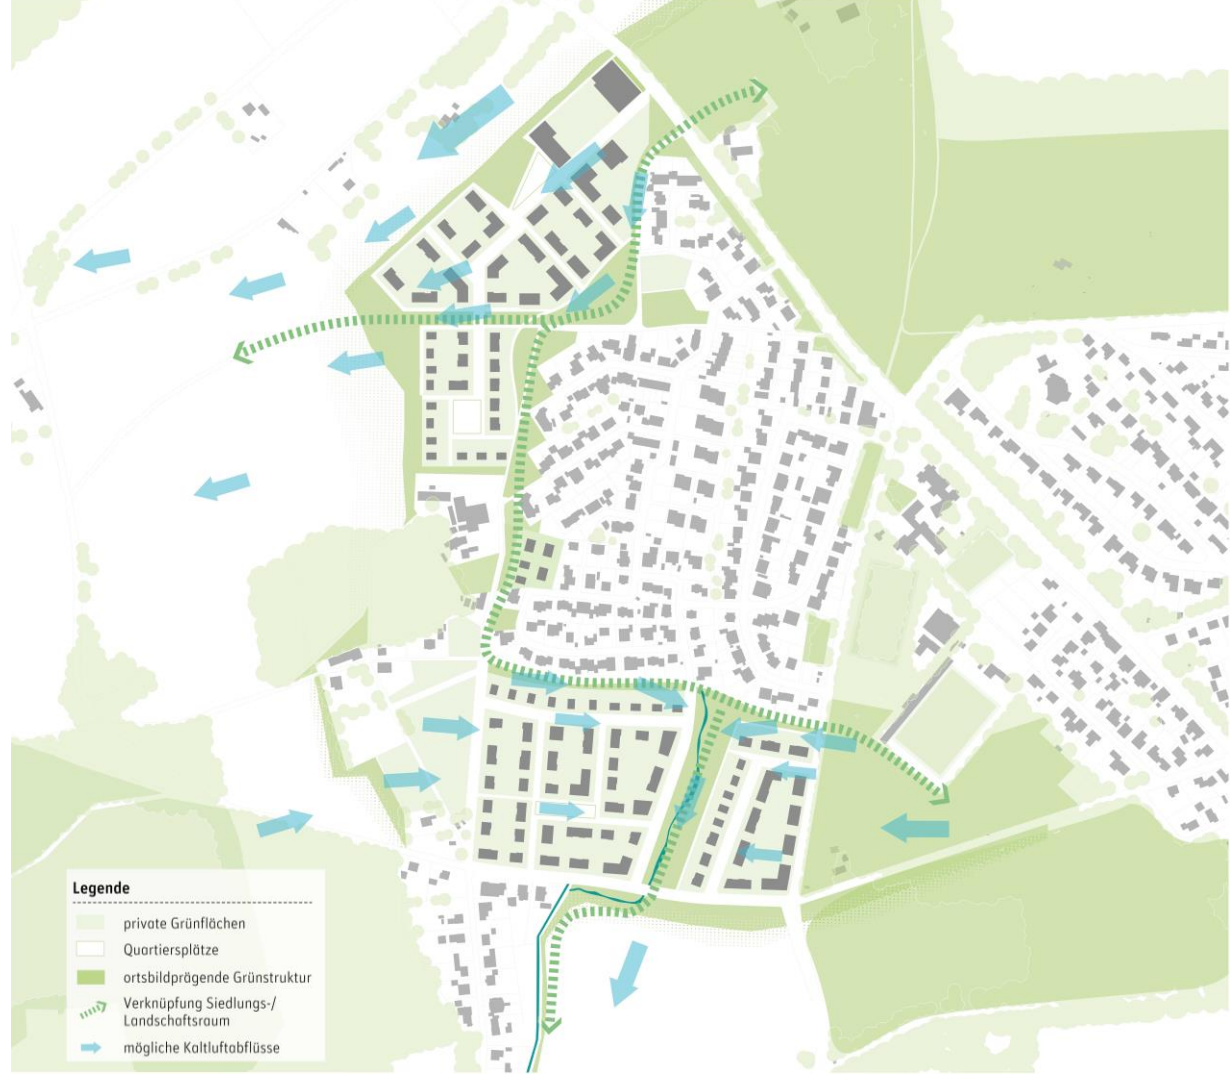 Legende
private Grünflächen
Quartiersplätze
ortsbildprägende Grünstruktur
Verknüpfung Siedlungs-/
Landschaftsraum
mögliche Kaltluftabflüsse